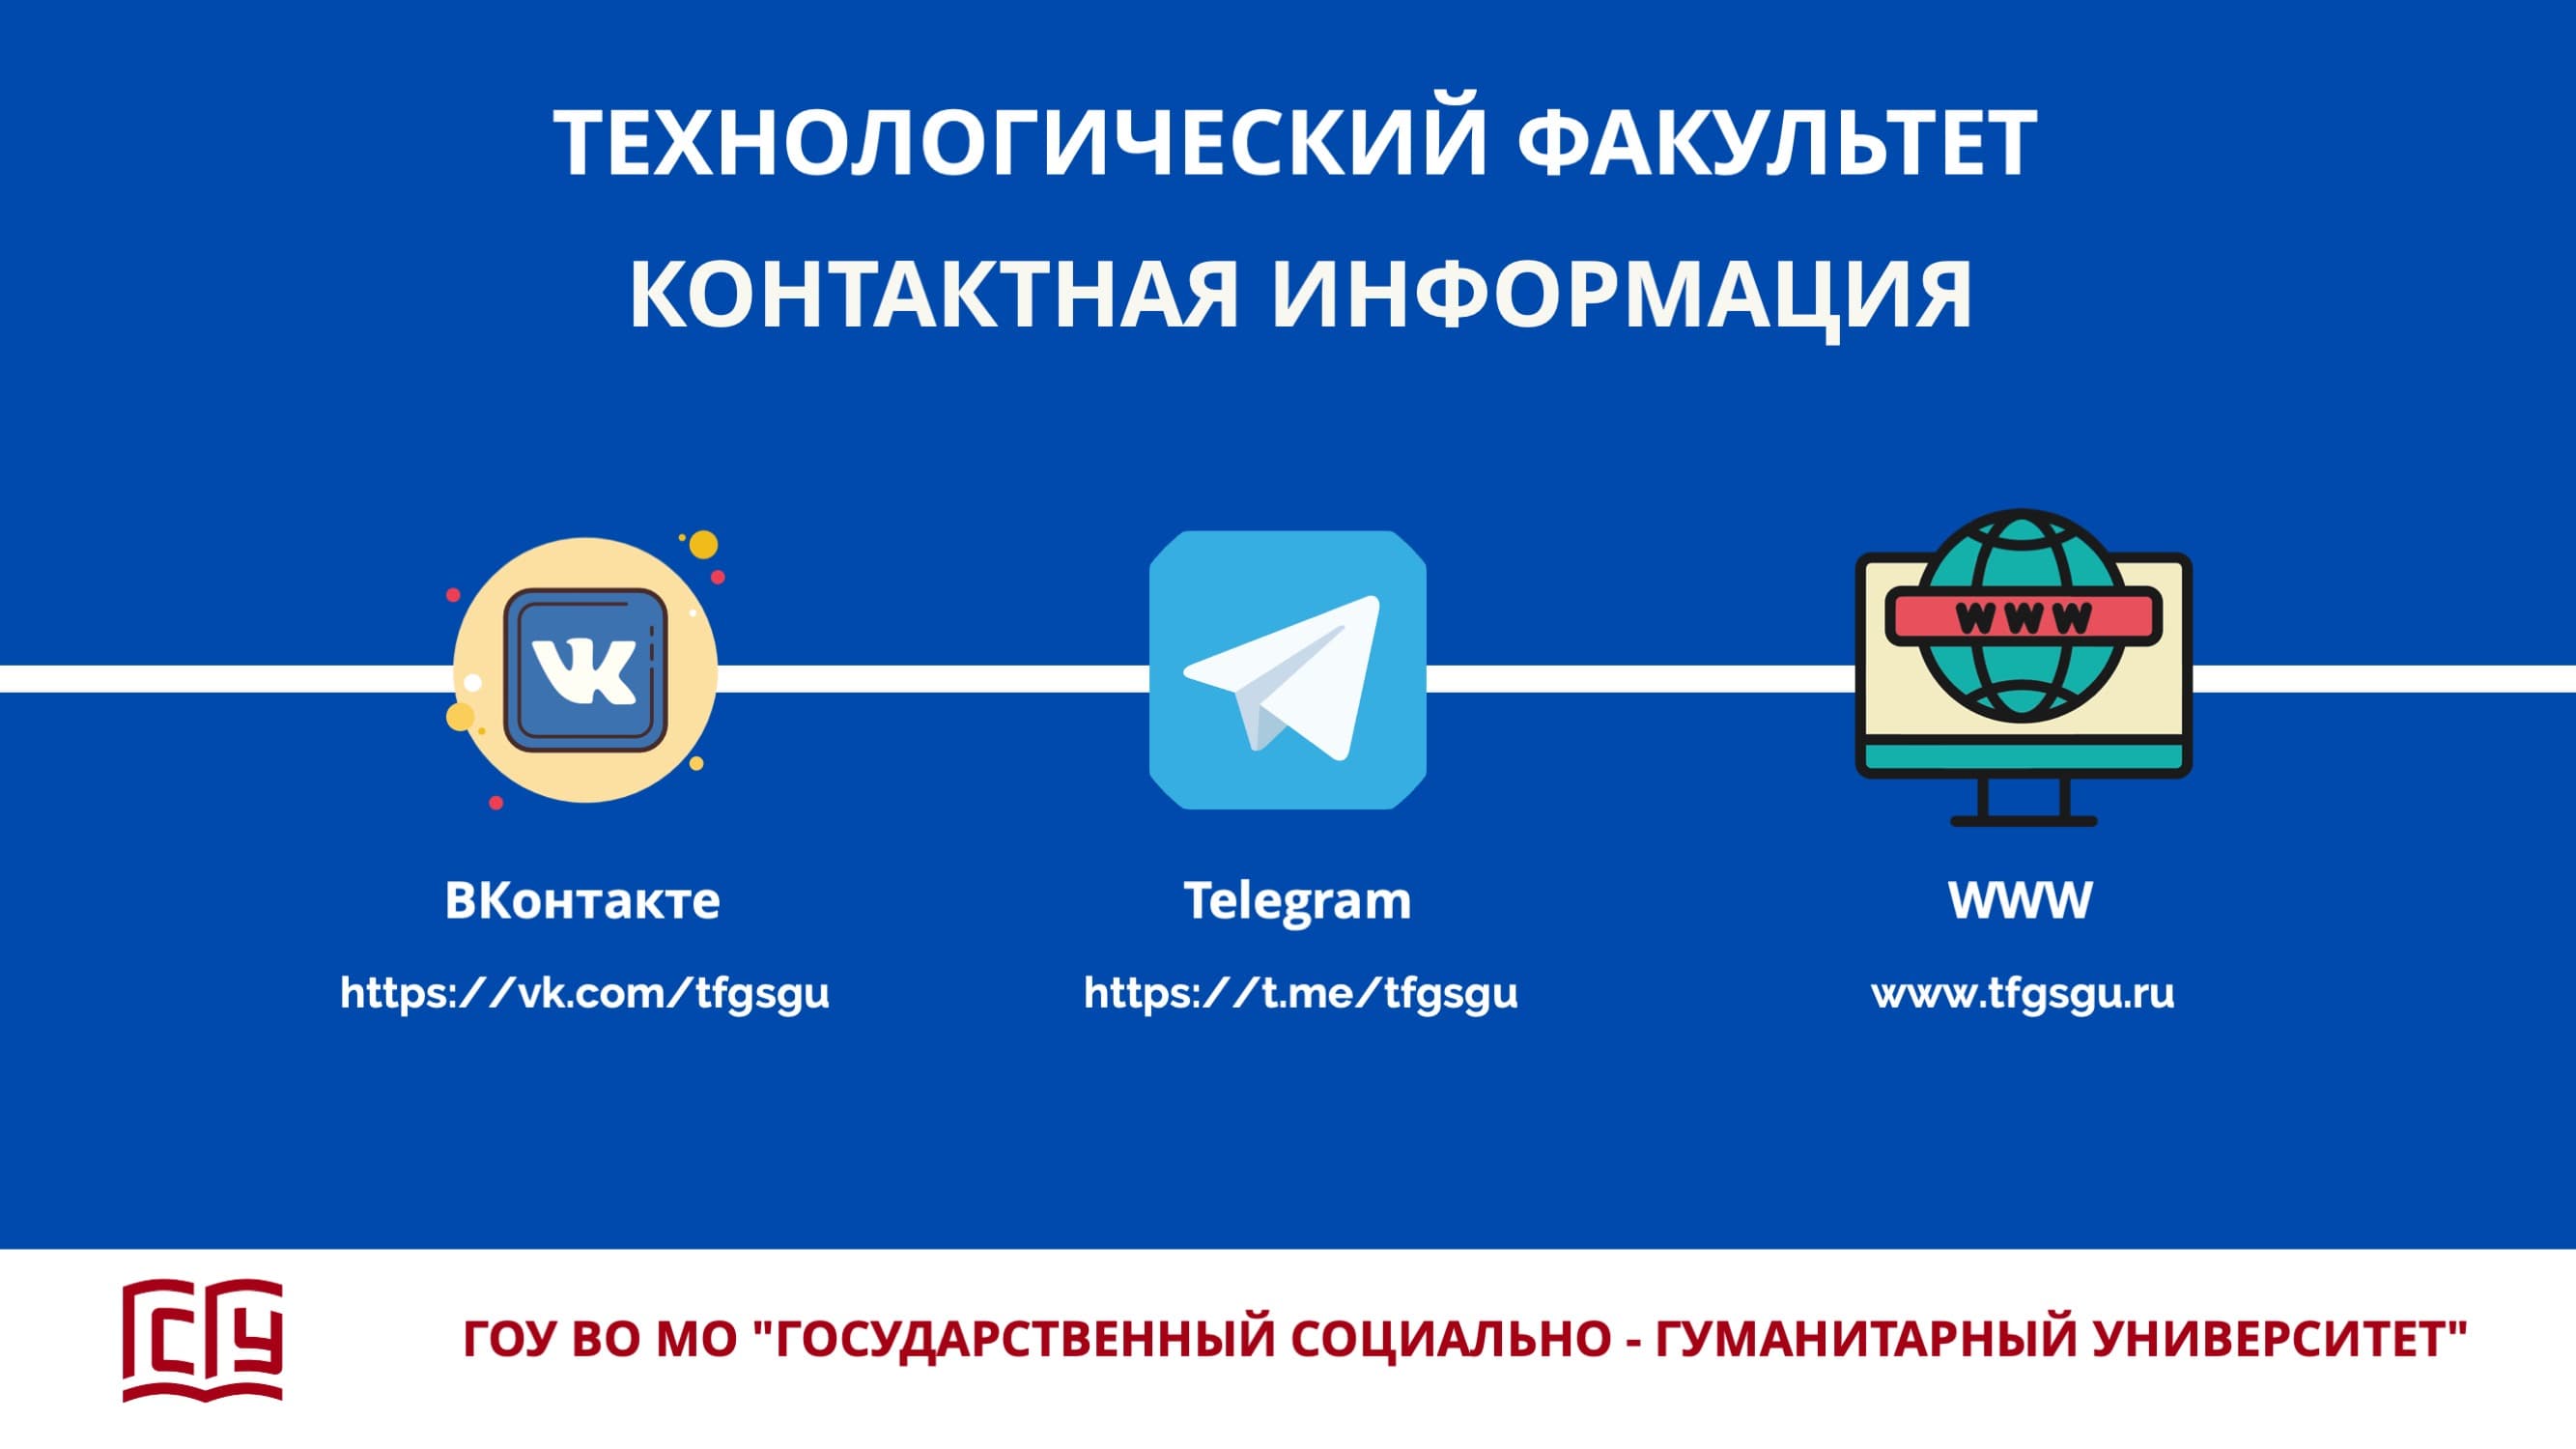 ТЕХНОЛОГИЧЕСКИЙ ФАКУЛЬТЕТ
КОНТАКТНАЯ ИНФОРМАЦИЯ
VK
WWW
ВКонтакте
Telegram
WWW
https://vk.com/tfgsgu
https://t.me/tfgsgu
www.tfgsgu.ru
ГСГУ
ГОУ ВО МО "ГОСУДАРСТВЕННЫЙ СОЦИАЛЬНО - ГУМАНИТАРНЫЙ УНИВЕРСИТЕТ"